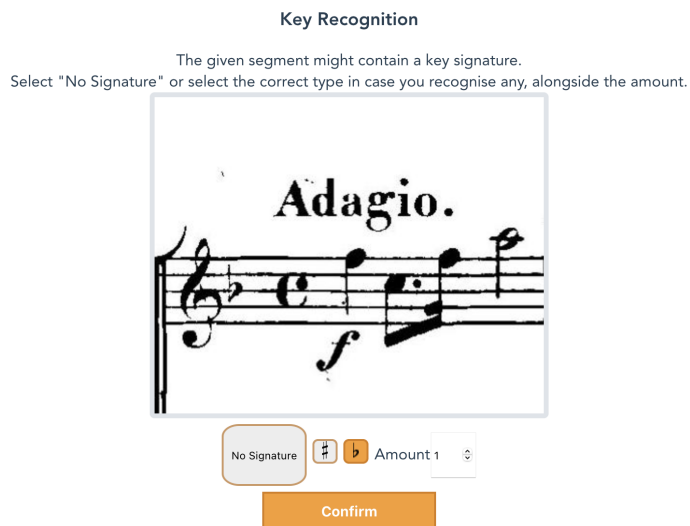 Key Recognition
The given segment might contain a key signature.
Select "No Signature" or select the correct type in case you recognise any, alongside the amount.
Adagio.
f
No Signature ♯ ♭ Amount 1
Confirm